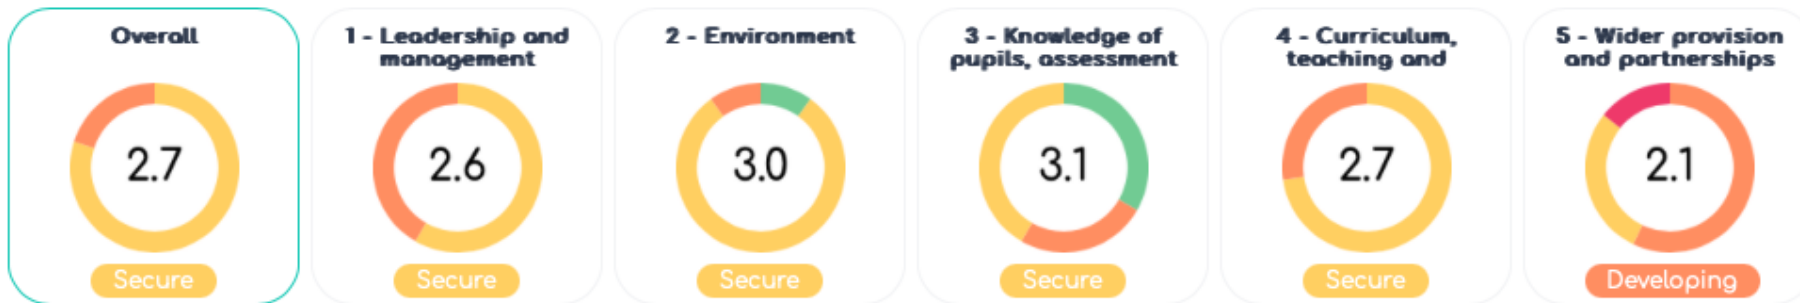 Overall
2.7
Secure
1 - Leadership and
management
2.6
Secure
2 - Environment
3.0
Secure
3 - Knowledge of
pupils, assessment
3.1
Secure
4 - Curriculum,
teaching and
2.7
Secure
5 - Wider provision
and partnerships
2.1
Developing